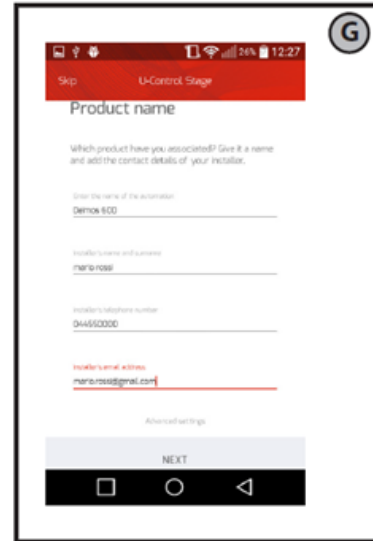 G
26% 12:27
Skip U-Control Stage
Product name
Which product have you associated? Give it a name
and add the contact details of your installer.
Enter the name of the automation
Deimos 600
Installer's name and surname
mario rossi
Installer's telephone number
044550000
Installer's email address
mario.rossi@gmail.com
Advanced settings
NEXT